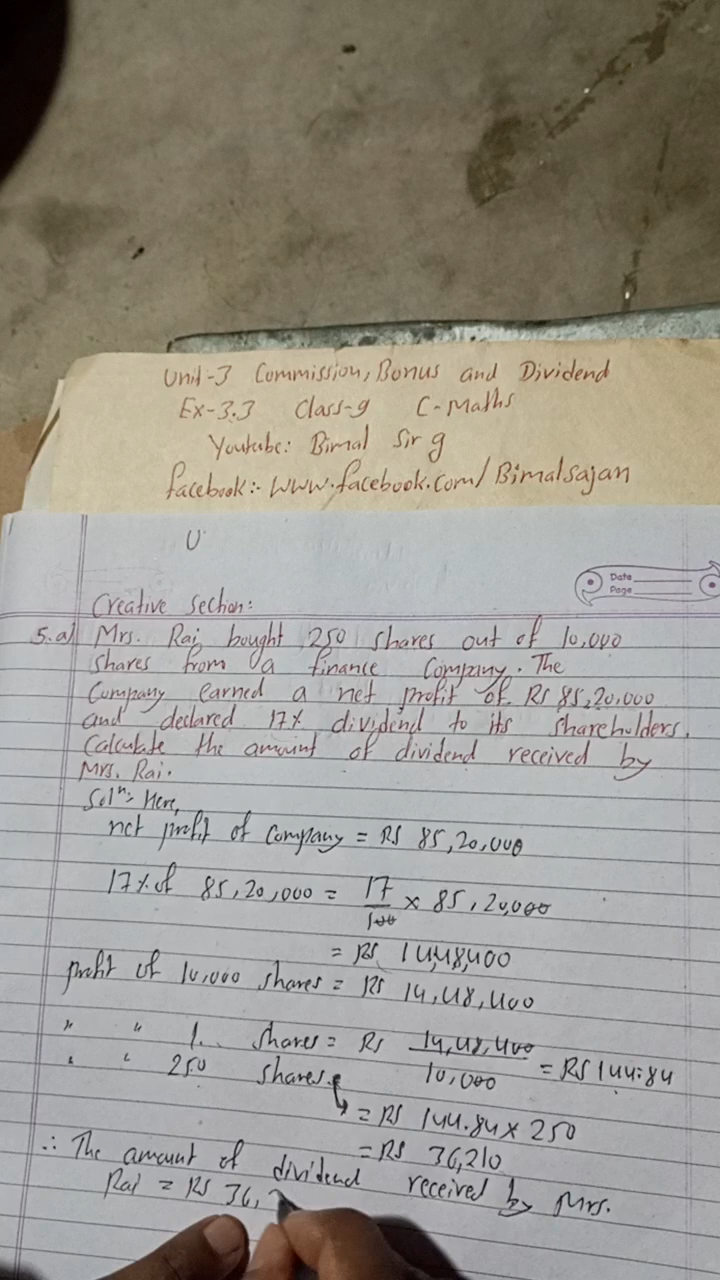 Unit-3 Commission, Bonus and Dividend
Ex-3.3 Class-9 C-Maths
Youtube: Bimal Sir g
facebook:- www.facebook.com/Bimalsajan
Date
Page
Creative Section:
5.a) Mrs. Rai bought 250 shares out of 10,000
shares from a finance Company. The
Company earned a net profit of Rs 85,20,000
and declared 17% dividend to its shareholders.
Calculate the amount of dividend received by
Mrs. Rai.
Solⁿ: Here,
net profit of Company = Rs 85,20,000
17% of 85,20,000 = 17/100 × 85,20,000
= Rs 14,48,400
profit of 10,000 shares = Rs 14,48,400
" " 1 shares = Rs 14,48,400/10,000 = Rs 144.84
" " 250 shares
= Rs 144.84 × 250
= Rs 36,210
∴ The amount of dividend received by Mrs.
Rai = Rs 36,